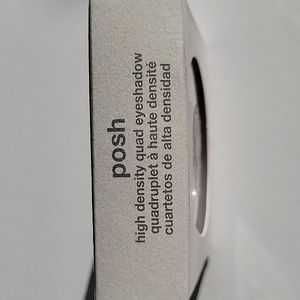 posh
high density quad eyeshadow
quadruplet à haute densité
cuartetos de alta densidad